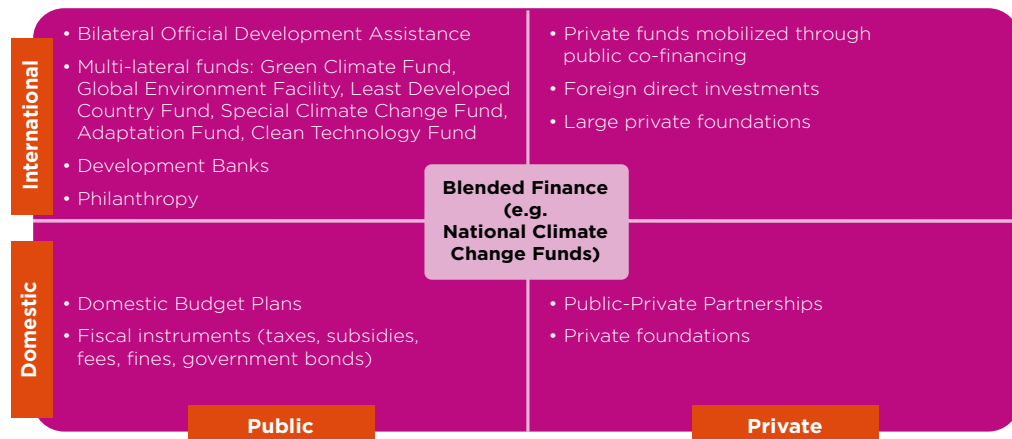 International
• Bilateral Official Development Assistance
• Multi-lateral funds: Green Climate Fund,
Global Environment Facility, Least Developed
Country Fund, Special Climate Change Fund,
Adaptation Fund, Clean Technology Fund
• Development Banks
• Philanthropy
• Private funds mobilized through
public co-financing
• Foreign direct investments
• Large private foundations
Blended Finance
(e.g.
National Climate
Change Funds)
Domestic
• Domestic Budget Plans
• Fiscal instruments (taxes, subsidies,
fees, fines, government bonds)
• Public-Private Partnerships
• Private foundations
Public
Private